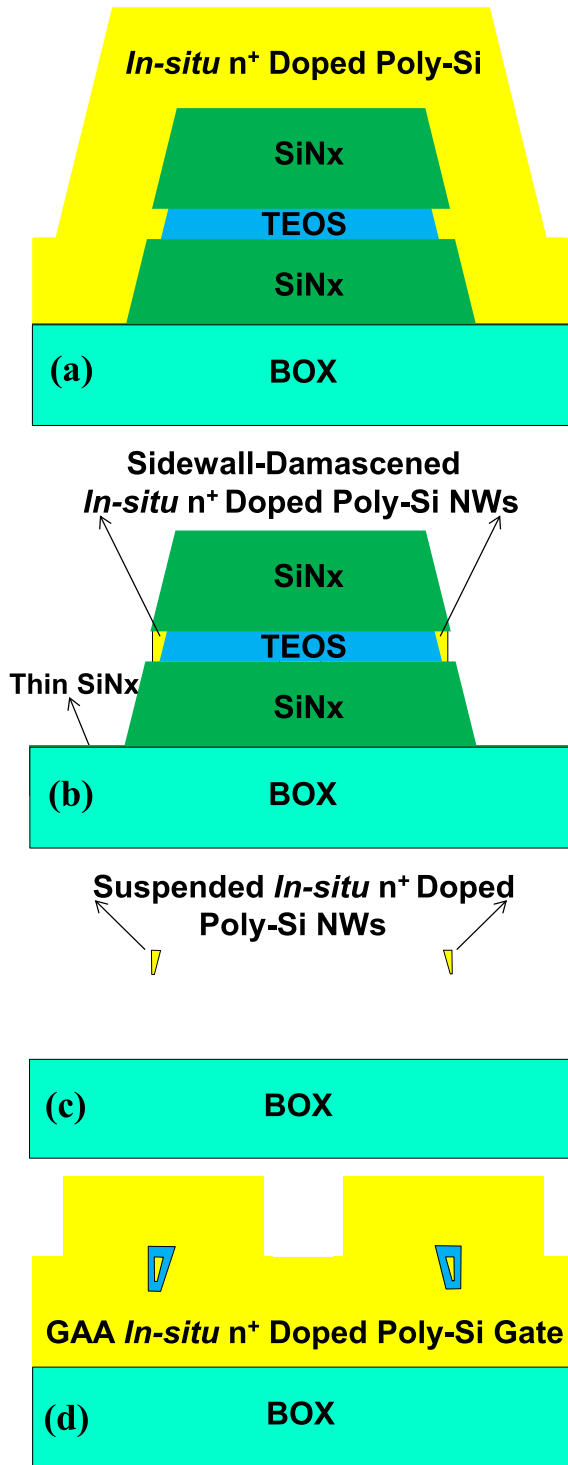 In-situ n⁺ Doped Poly-Si
SiNx
TEOS
SiNx
(a)
BOX
Sidewall-Damascened
In-situ n⁺ Doped Poly-Si NWs
SiNx
TEOS
Thin SiNx
SiNx
(b)
BOX
Suspended In-situ n⁺ Doped
Poly-Si NWs
(c)
BOX
GAA In-situ n⁺ Doped Poly-Si Gate
(d)
BOX